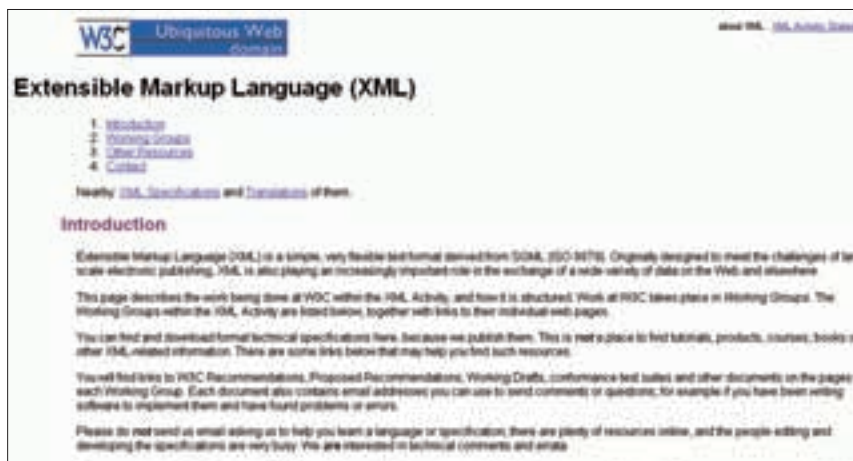 W3C Ubiquitous Web
domain
about XML. XML Activity
Extensible Markup Language (XML)
1. Introduction
2. Working Groups
3. Other Resources
4. Contact
Nearby: XML Specifications and Translations of them.
Introduction
Extensible Markup Language (XML) is a simple, very flexible text format derived from SGML (ISO 8879). Originally designed to meet the challenges of
scale electronic publishing, XML is also playing an increasingly important role in the exchange of a wide variety of data on the Web and elsewhere.
This page describes the work being done at W3C within the XML Activity, and how it is structured. Work at W3C takes place in Working Groups. The
Working Groups within the XML Activity are listed below, together with links to their individual web pages.
You can find and download formal technical specifications here, because we publish them. This is not a place to find tutorials, products, courses, books
other XML-related information. There are some links below that may help you find such resources.
You will find links to W3C Recommendations, Proposed Recommendations, Working Drafts, conformance test suites and other documents on the pages
each Working Group. Each document also contains email addresses you can use to send comments or questions, for example if you have been writing
software to implement them and have found problems or errors.
Please do not send us email asking us to help you learn a language or specification; there are plenty of resources online, and the people editing and
developing the specifications are very busy. We are interested in technical comments and errata